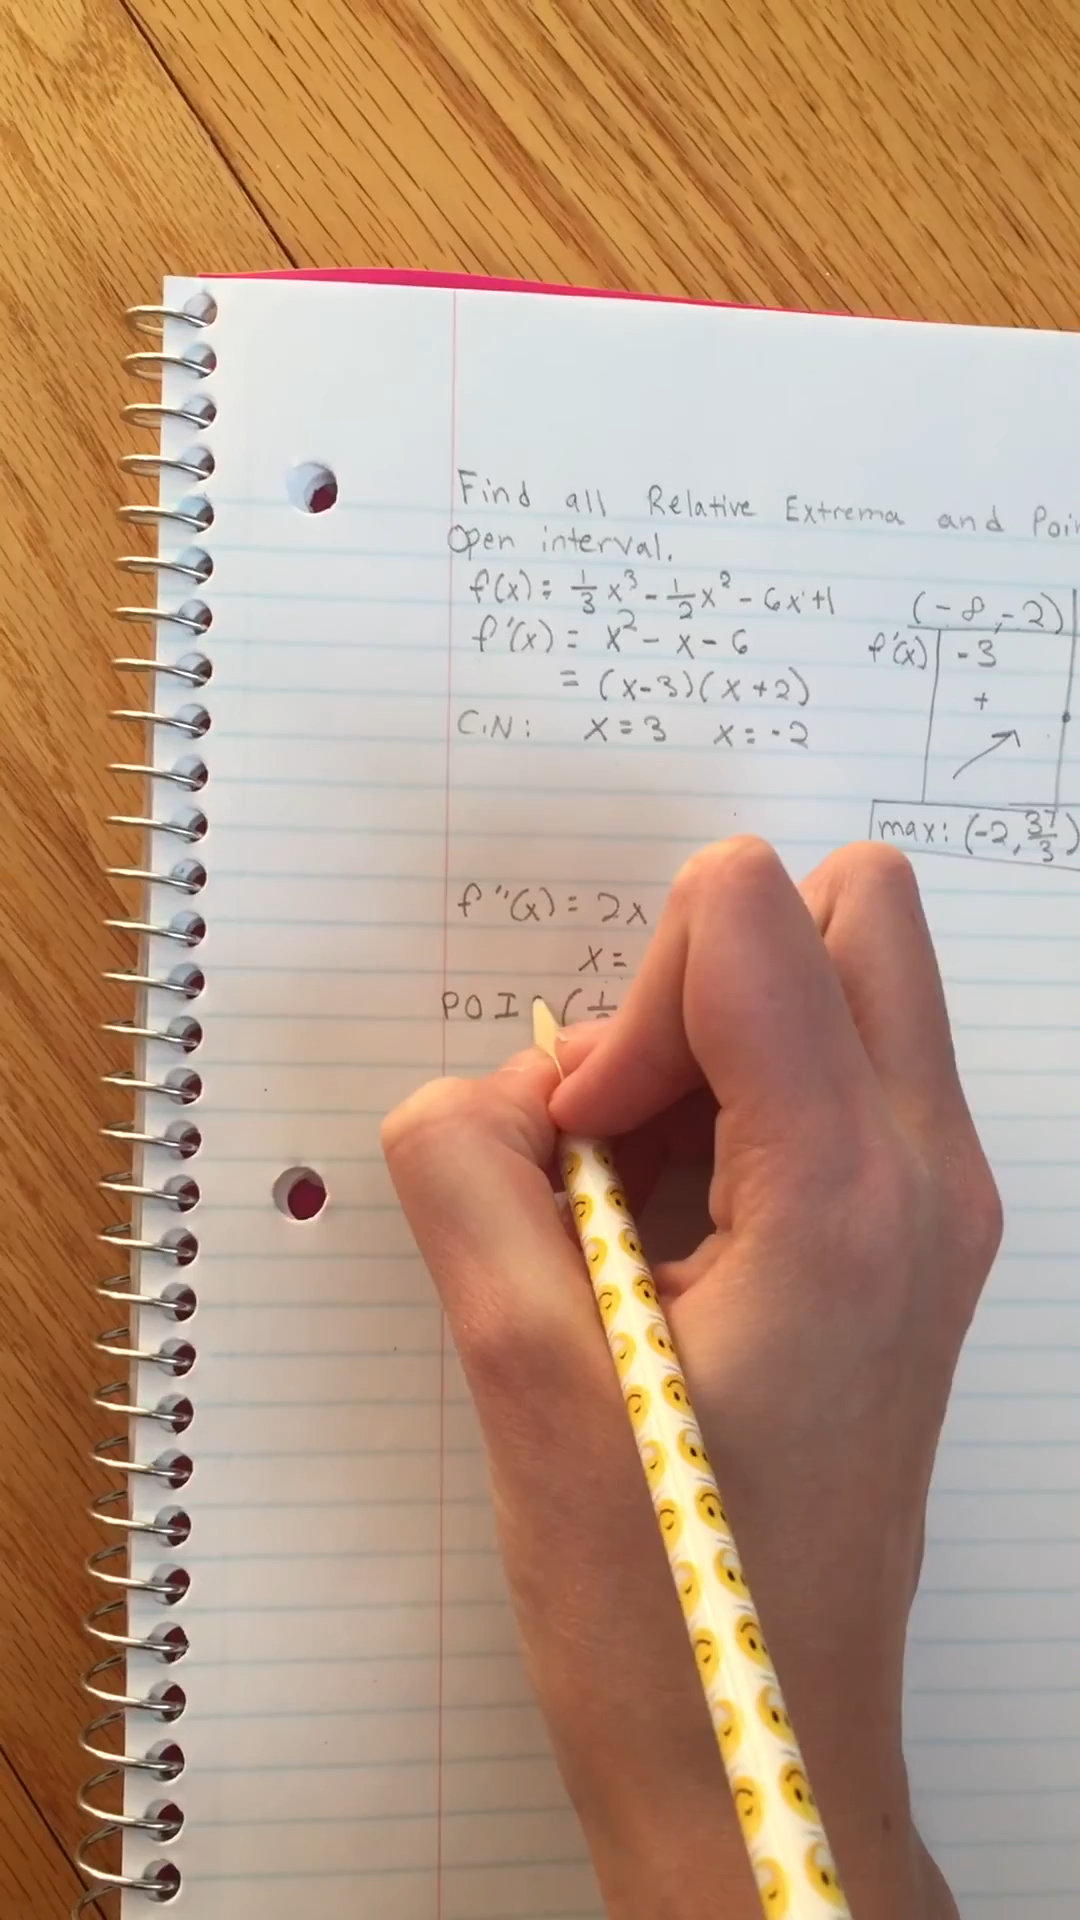 Find all Relative Extrema and
Open interval.
f(x) = 1/3 x³ - 1/2 x² - 6x + 1
f'(x) = x² - x - 6
= (x-3)(x+2)
C.N: x = 3 x = -2
(-∞, -2)
f'(x) -3
+
max: (-2, 37/3)
f"(x) = 2x
x =
POI: (1